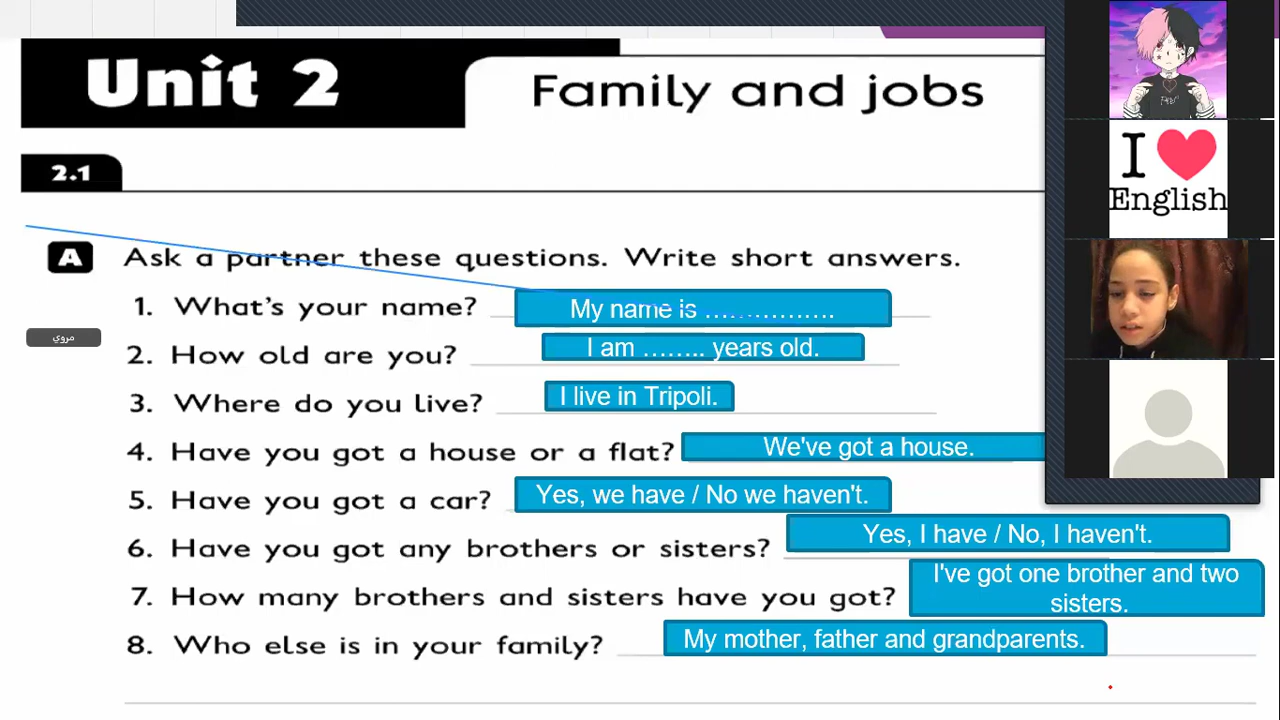 Unit 2
Family and jobs
2.1
A Ask a partner these questions. Write short answers.
1. What's your name? My name is ……………
2. How old are you? I am …….. years old.
3. Where do you live? I live in Tripoli.
4. Have you got a house or a flat? We've got a house.
5. Have you got a car? Yes, we have / No we haven't.
6. Have you got any brothers or sisters? Yes, I have / No, I haven't.
7. How many brothers and sisters have you got? I've got one brother and two
sisters.
8. Who else is in your family? My mother, father and grandparents.
مروي
I ❤ English